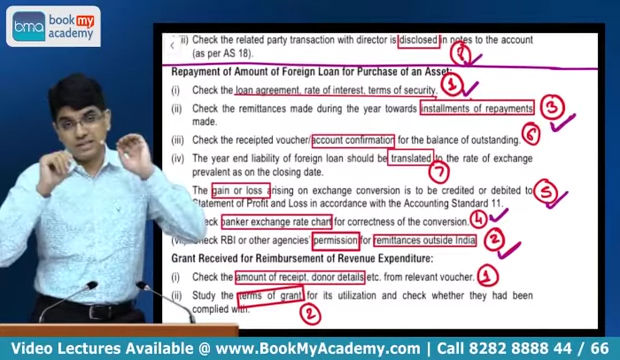 bma book my academy
ii) Check the related party transaction with director is disclosed in notes to the account
(as per AS 18).
Repayment of Amount of Foreign Loan for Purchase of an Asset:
(i) Check the loan agreement, rate of interest, terms of security. 1
(ii) Check the remittances made during the year towards installments of repayments 3
made.
(iii) Check the receipted voucher/account confirmation for the balance of outstanding. 6
(iv) The year end liability of foreign loan should be translated to the rate of exchange
prevalent as on the closing date. 7
The gain or loss arising on exchange conversion is to be credited or debited to 5
Statement of Profit and Loss in accordance with the Accounting Standard 11.
check banker exchange rate chart for correctness of the conversion. 4
(vi) Check RBI or other agencies permission for remittances outside India 2
Grant Received for Reimbursement of Revenue Expenditure:
(i) Check the amount of receipt, donor details etc. from relevant voucher. 1
(ii) Study the terms of grant for its utilization and check whether they had been
complied with. 2
Video Lectures Available @ www.BookMyAcademy.com / Call 8282 8888 44 / 66